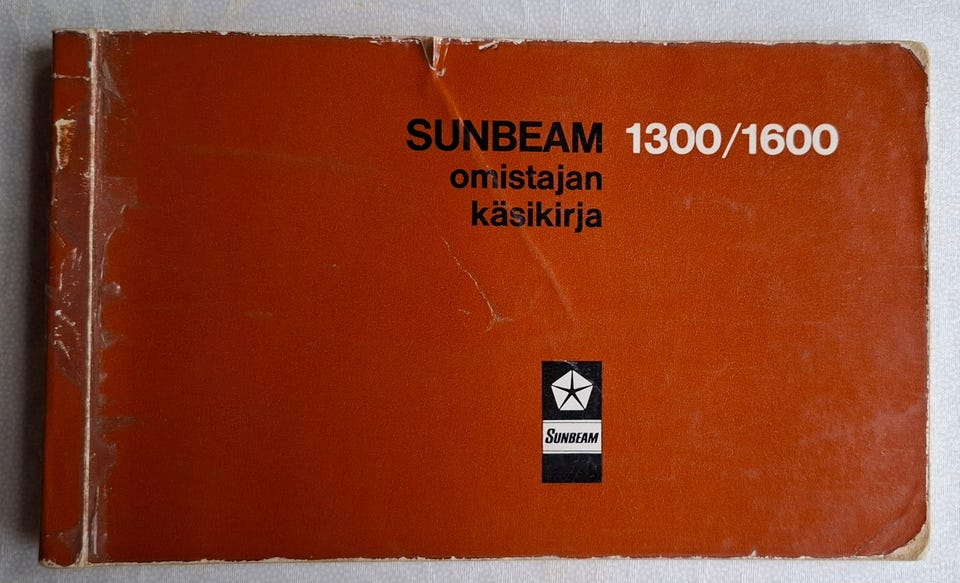 SUNBEAM 1300/1600
omistajan
käsikirja
SUNBEAM